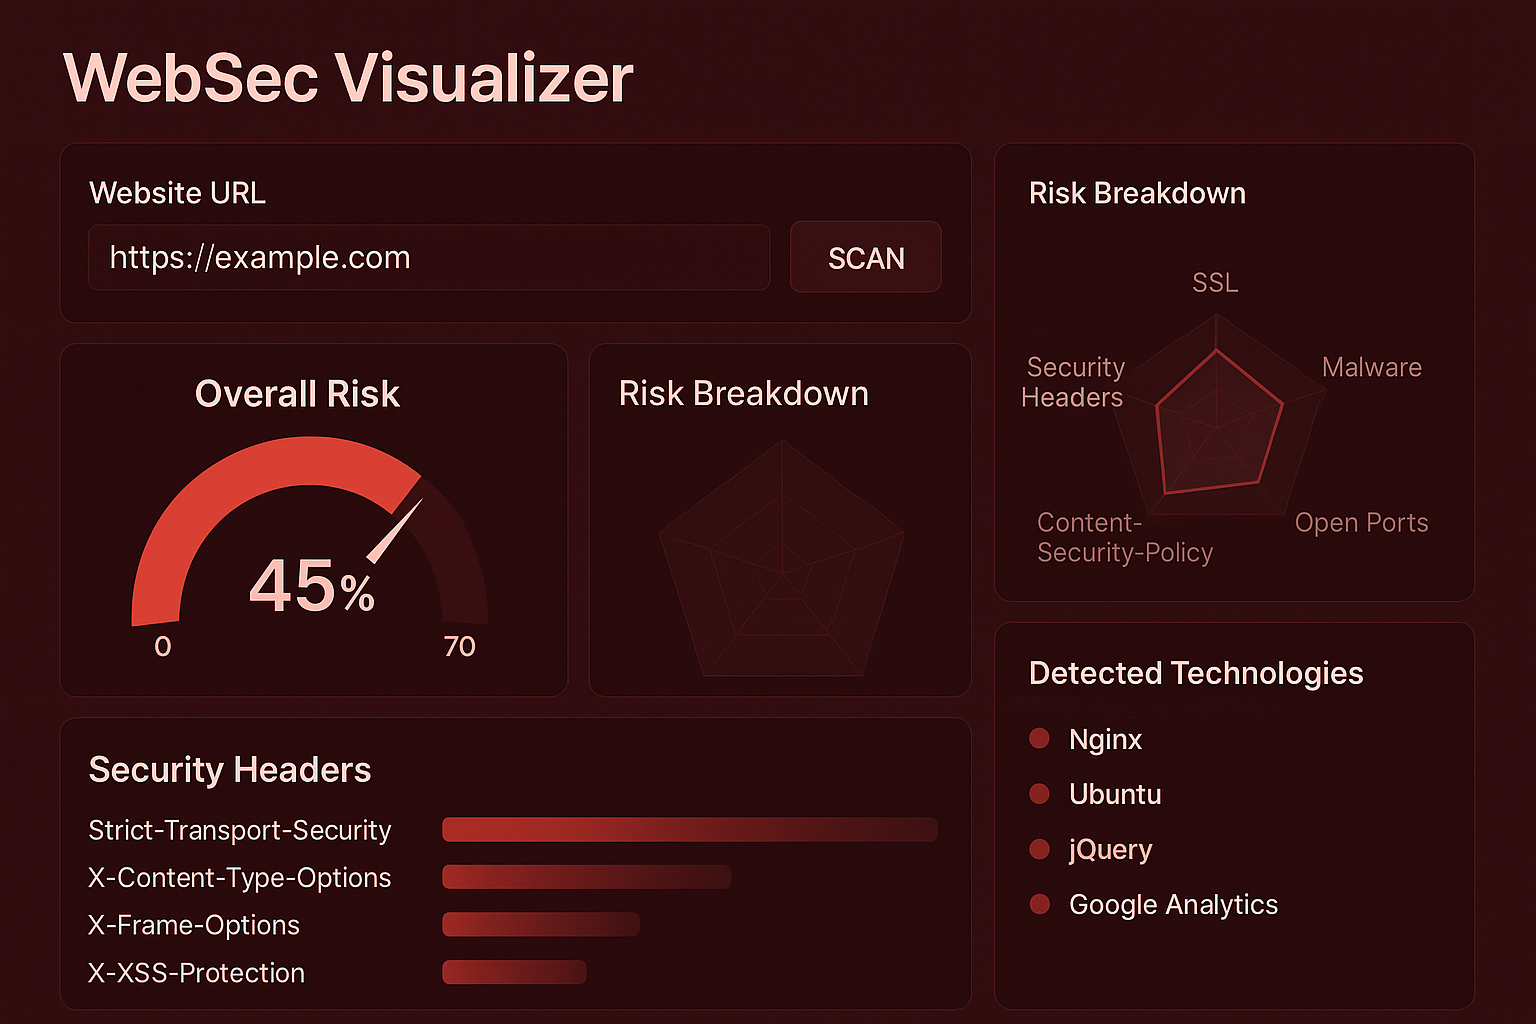 WebSec Visualizer
Website URL
https://example.com
SCAN
Overall Risk
45%
0
70
Risk Breakdown
Security Headers
Strict-Transport-Security
X-Content-Type-Options
X-Frame-Options
X-XSS-Protection
Risk Breakdown
SSL
Security
Headers
Malware
Content-
Security-Policy
Open Ports
Detected Technologies
Nginx
Ubuntu
jQuery
Google Analytics